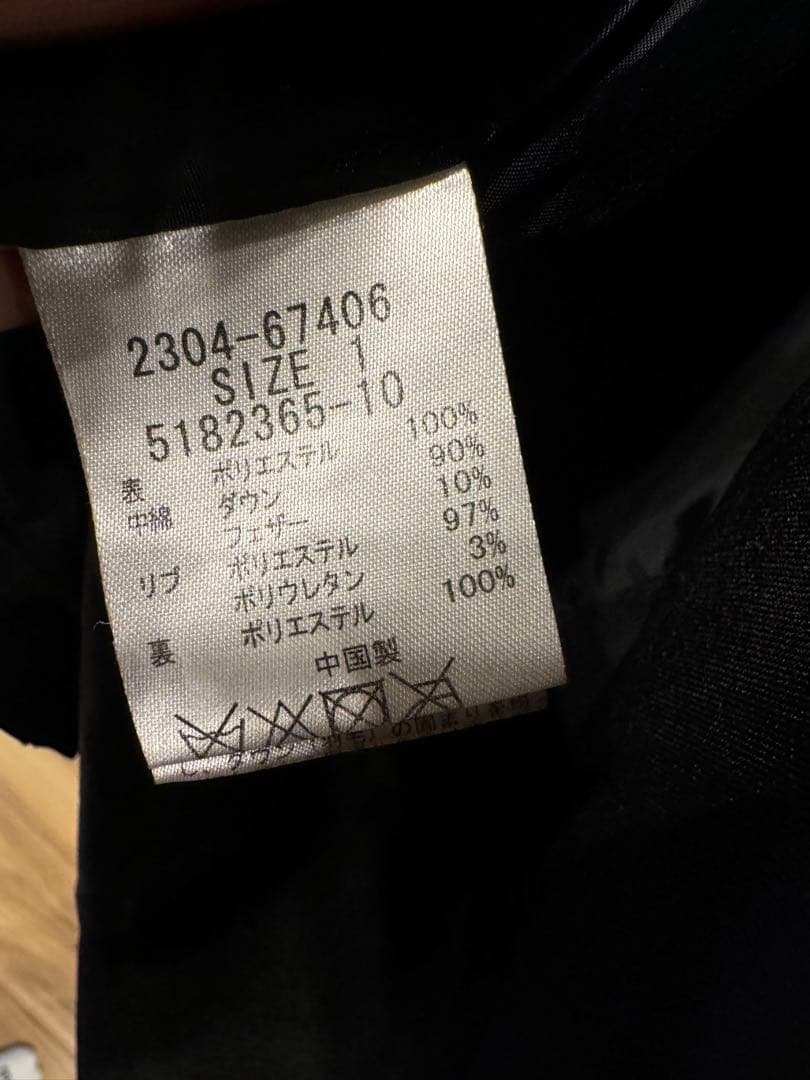 2304-67406
SIZE 1
5182365-10
表 ポリエステル 100%
中綿 ダウン 90%
フェザー 10%
リブ ポリエステル 97%
ポリウレタン 3%
裏 ポリエステル 100%
中国製